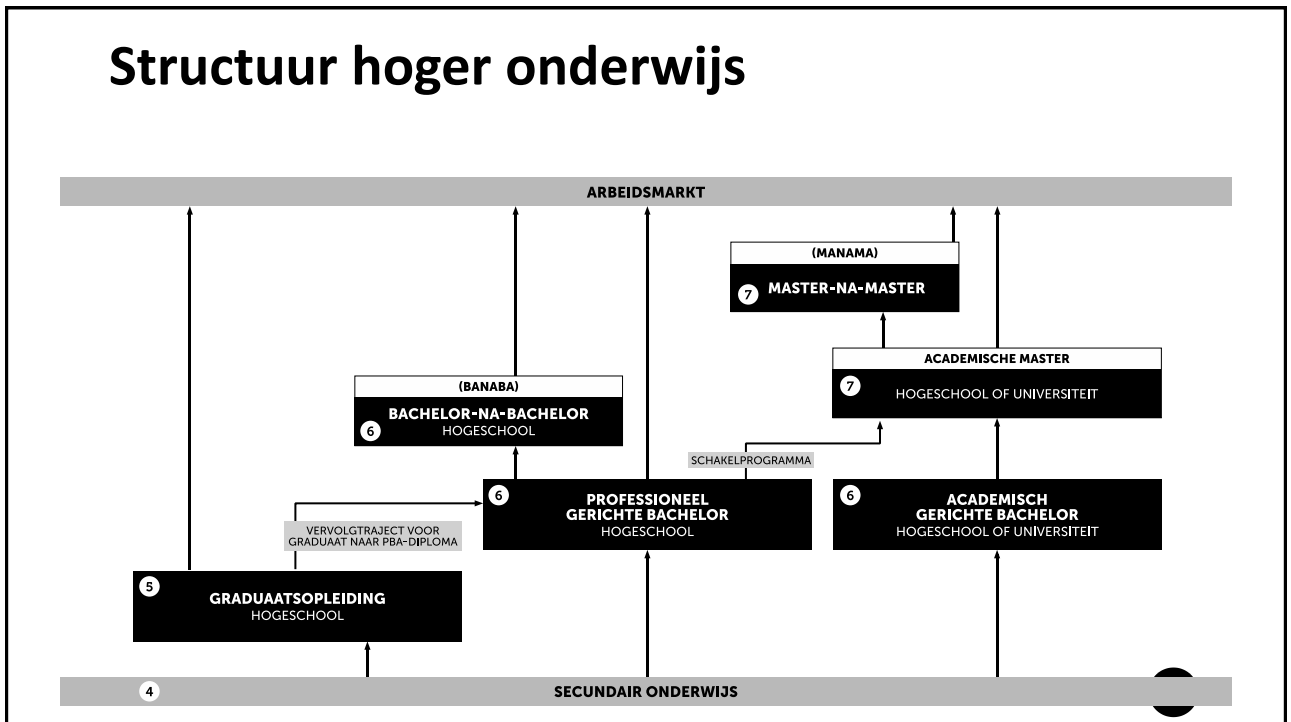 Structuur hoger onderwijs
ARBEIDSMARKT
(MANAMA)
7 MASTER-NA-MASTER
ACADEMISCHE MASTER
7 HOGESCHOOL OF UNIVERSITEIT
(BANABA)
BACHELOR-NA-BACHELOR
6 HOGESCHOOL
SCHAKELPROGRAMMA
6 PROFESSIONEEL
GERICHTE BACHELOR
HOGESCHOOL
6 ACADEMISCH
GERICHTE BACHELOR
HOGESCHOOL OF UNIVERSITEIT
VERVOLGTRAJECT VOOR
GRADUAAT NAAR PBA-DIPLOMA
5 GRADUAATSOPLEIDING
HOGESCHOOL
4 SECUNDAIR ONDERWIJS